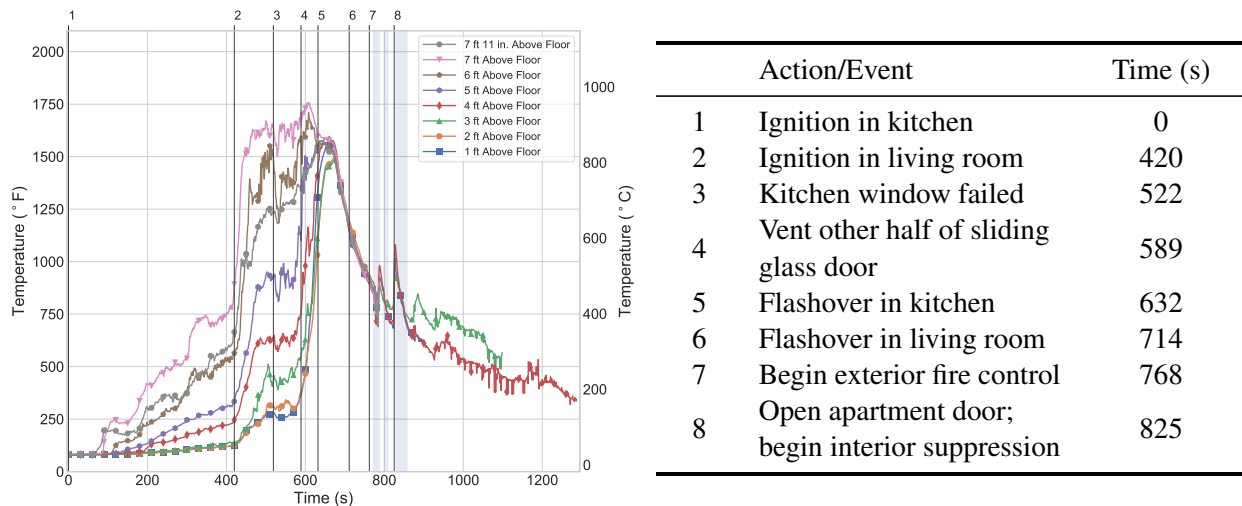 1 2 3 4 5 6 7 8
7 ft 11 in. Above Floor
7 ft Above Floor
6 ft Above Floor
5 ft Above Floor
4 ft Above Floor
3 ft Above Floor
2 ft Above Floor
1 ft Above Floor
2000
1750
1500
1250
1000
750
500
250
0
Temperature (°F)
1000
800
600
400
200
0
Temperature (°C)
0 200 400 600 800 1000 1200
Time (s)
Action/Event Time (s)
1 Ignition in kitchen 0
2 Ignition in living room 420
3 Kitchen window failed 522
4 Vent other half of sliding
glass door 589
5 Flashover in kitchen 632
6 Flashover in living room 714
7 Begin exterior fire control 768
8 Open apartment door;
begin interior suppression 825